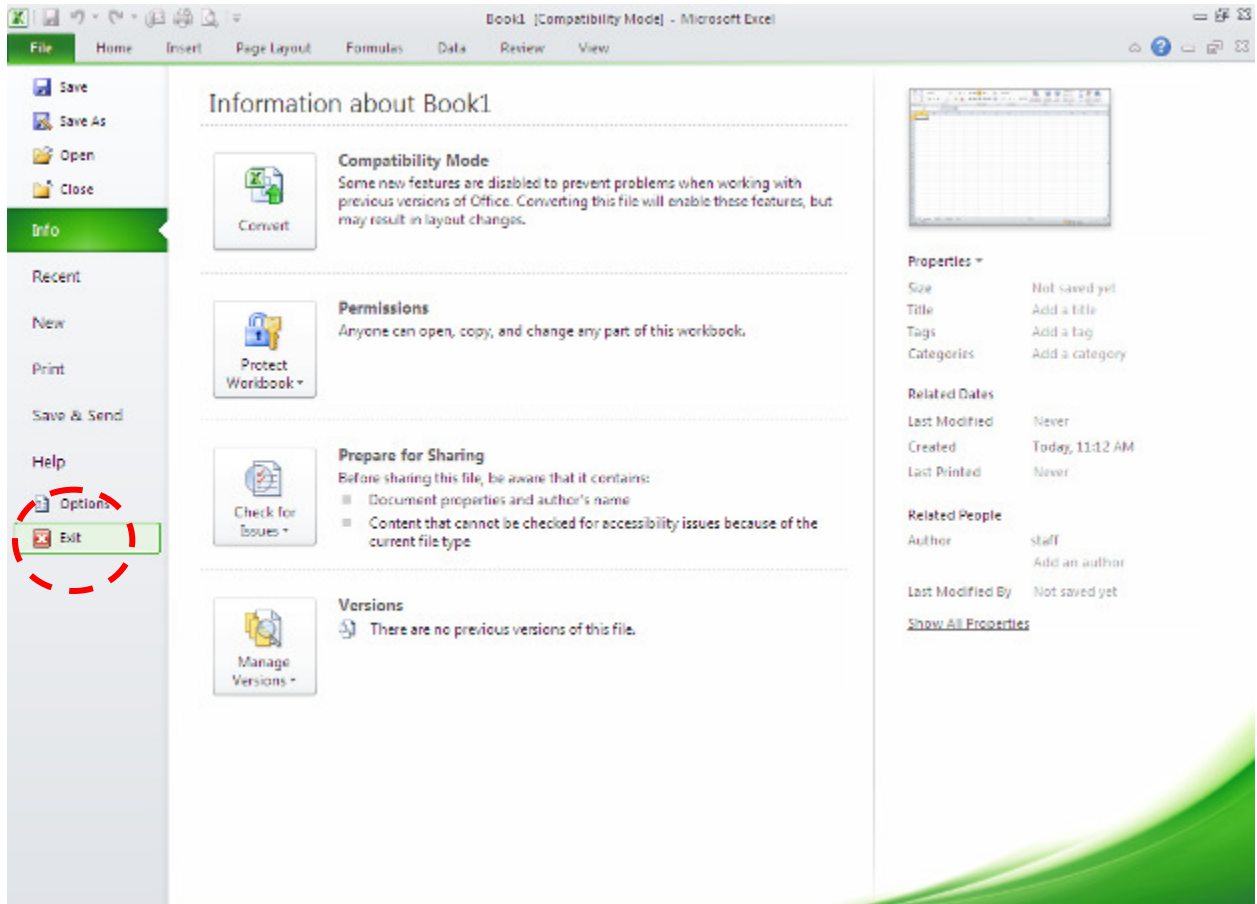 Book1 [Compatibility Mode] - Microsoft Excel
File Home Insert Page Layout Formulas Data Review View
Save
Save As
Open
Close
Info
Recent
New
Print
Save & Send
Help
Options
Exit
Information about Book1
Convert
Compatibility Mode
Some new features are disabled to prevent problems when working with
previous versions of Office. Converting this file will enable these features, but
may result in layout changes.
Protect
Workbook
Permissions
Anyone can open, copy, and change any part of this workbook.
Check for
Issues
Prepare for Sharing
Before sharing this file, be aware that it contains:
Document properties and author's name
Content that cannot be checked for accessibility issues because of the
current file type
Manage
Versions
Versions
There are no previous versions of this file.
Properties
Size Not saved yet
Title Add a title
Tags Add a tag
Categories Add a category
Related Dates
Last Modified Never
Created Today, 11:12 AM
Last Printed Never
Related People
Author staff
Add an author
Last Modified By Not saved yet
Show All Properties